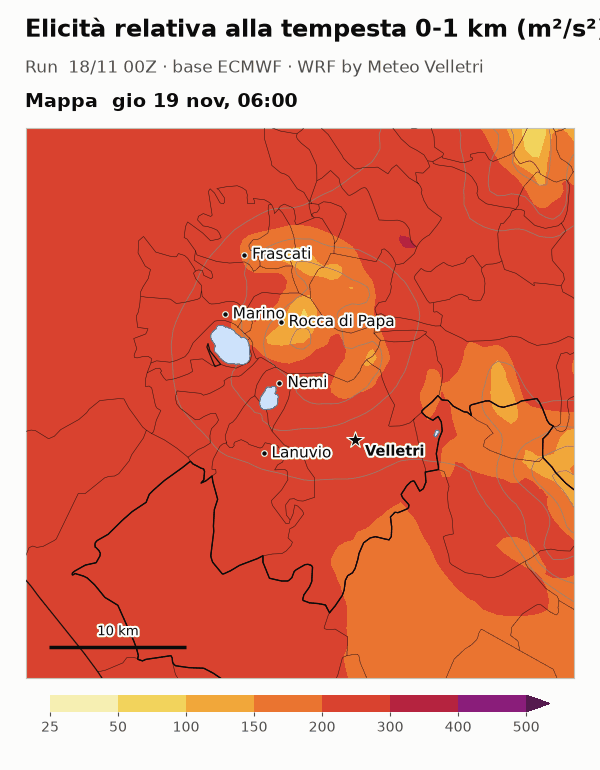 Elicità relativa alla tempesta 0-1 km (m²/s²)
Run  18/11 00Z · base ECMWF · WRF by Meteo Velletri
Mappa  gio 19 nov, 06:00
Frascati
Marino
Rocca di Papa
Nemi
Velletri
Lanuvio
10 km
25 50 100 150 200 300 400 500